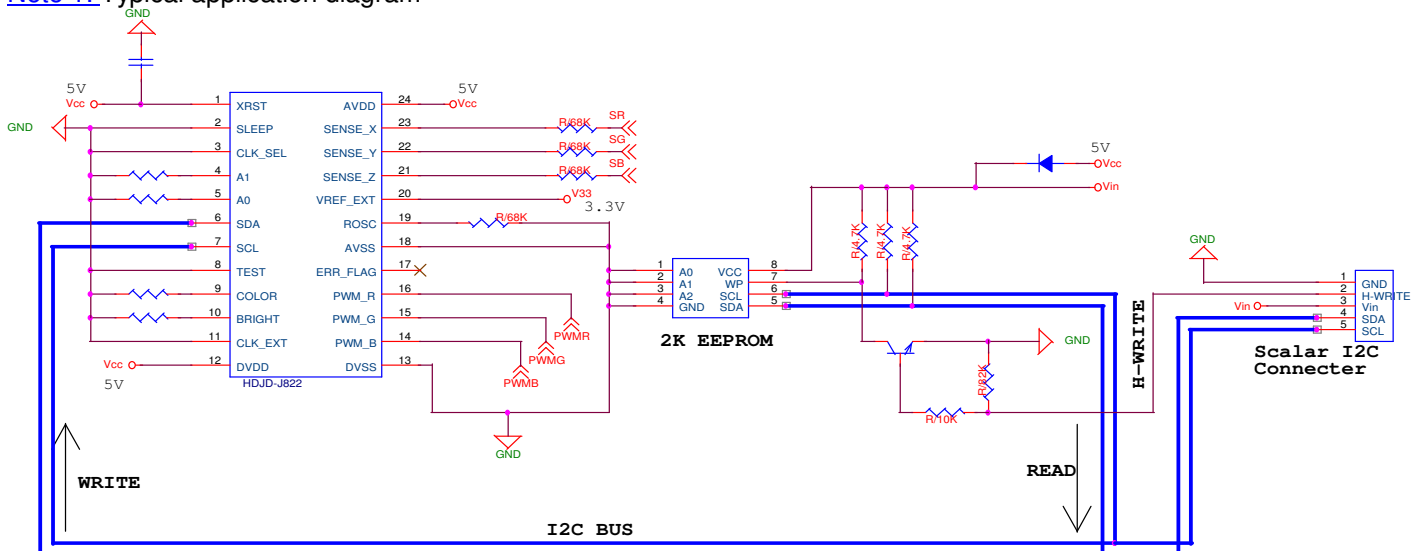 Note 1: Typical application diagram
GND
5V
Vcc
GND
1 XRST
2 SLEEP
3 CLK_SEL
4 A1
5 A0
6 SDA
7 SCL
8 TEST
9 COLOR
10 BRIGHT
11 CLK_EXT
12 DVDD
Vcc
5V
AVDD 24
SENSE_X 23
SENSE_Y 22
SENSE_Z 21
VREF_EXT 20
ROSC 19
AVSS 18
ERR_FLAG 17
PWM_R 16
PWM_G 15
PWM_B 14
DVSS 13
HDJD-J822
5V
Vcc
R/68K SR
R/68K SG
R/68K SB
V33
3.3V
R/68K
PWMR
PWMG
PWMB
GND
1 A0
2 A1
3 A2
4 GND
VCC 8
WP 7
SCL 6
SDA 5
2K EEPROM
R/4.7K
R/4.7K
R/4.7K
5V
Vcc
Vin
GND
R/82K
R/10K
H-WRITE
GND
1 GND
2 H-WRITE
Vin 3 Vin
4 SDA
5 SCL
Scalar I2C
Connecter
WRITE
READ
I2C BUS